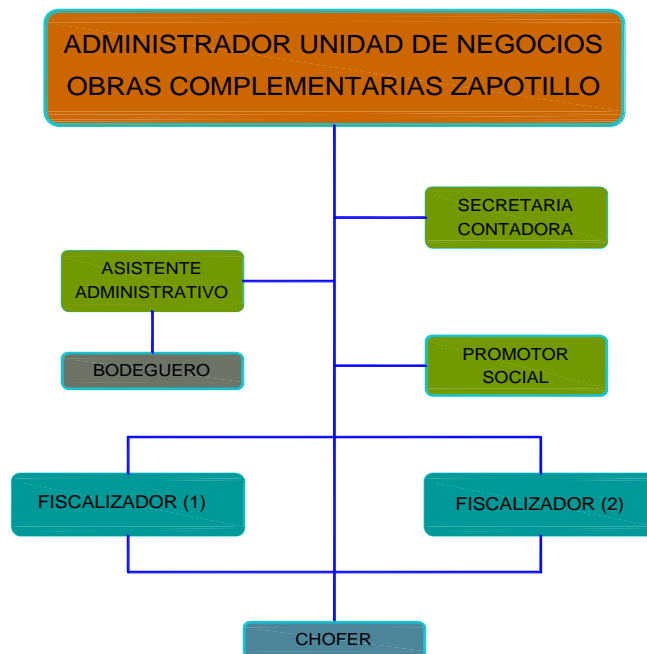 ADMINISTRADOR UNIDAD DE NEGOCIOS
OBRAS COMPLEMENTARIAS ZAPOTILLO
SECRETARIA
CONTADORA
ASISTENTE
ADMINISTRATIVO
BODEGUERO
PROMOTOR
SOCIAL
FISCALIZADOR (1)
FISCALIZADOR (2)
CHOFER